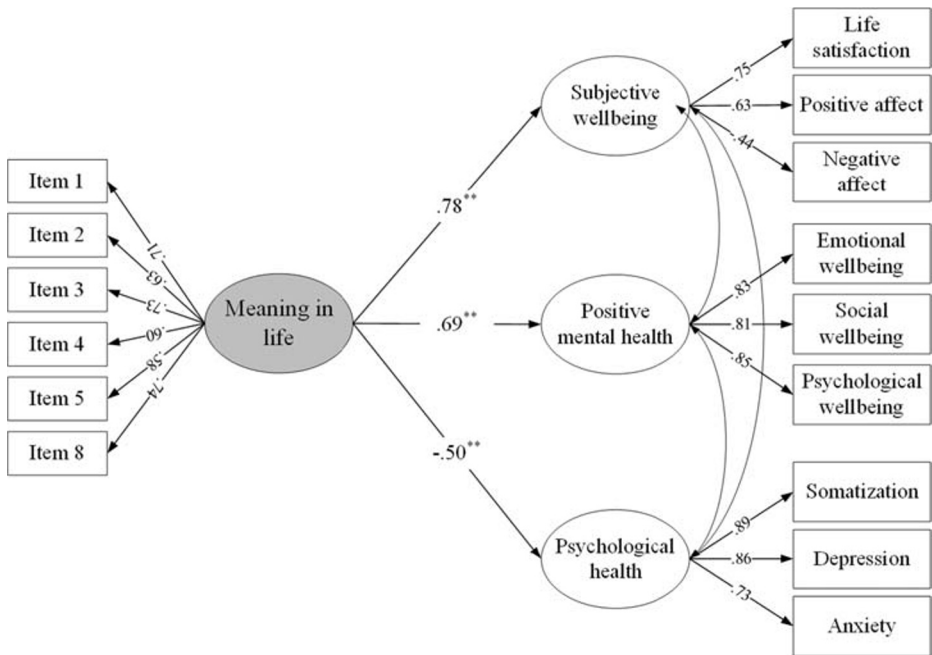 Item 1
Item 2
Item 3
Item 4
Item 5
Item 8
.71
.63
.73
.60
.58
.74
Meaning in
life
.78**
.69**
-.50**
Subjective
wellbeing
Positive
mental health
Psychological
health
.75
.63
.44
.83
.81
.85
.89
.86
.73
Life
satisfaction
Positive affect
Negative
affect
Emotional
wellbeing
Social
wellbeing
Psychological
wellbeing
Somatization
Depression
Anxiety